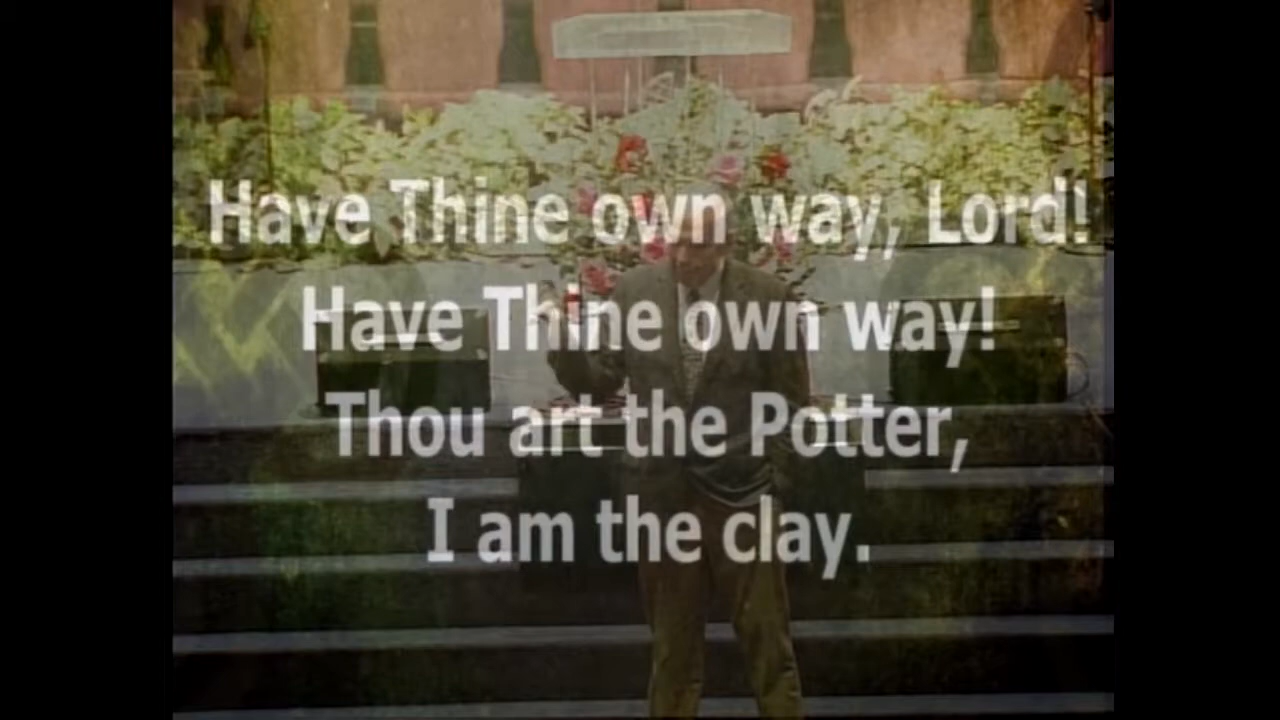 Have Thine own way, Lord!
Have Thine own way!
Thou art the Potter,
I am the clay.